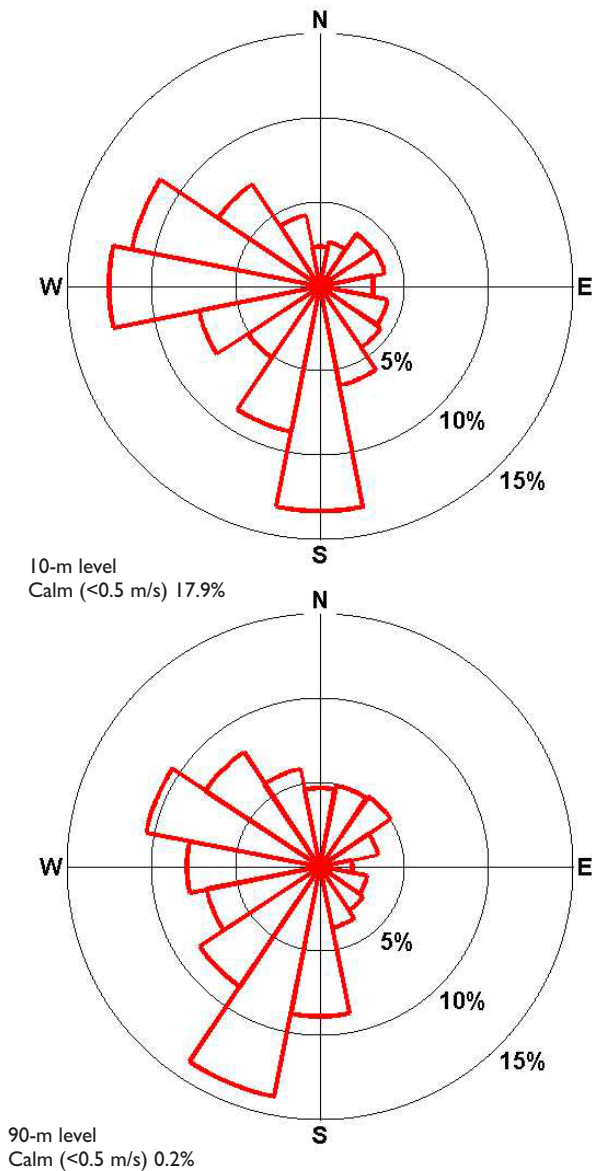 N
W
E
5%
10%
15%
S
10-m level
Calm (<0.5 m/s) 17.9%
N
W
E
5%
10%
15%
S
90-m level
Calm (<0.5 m/s) 0.2%